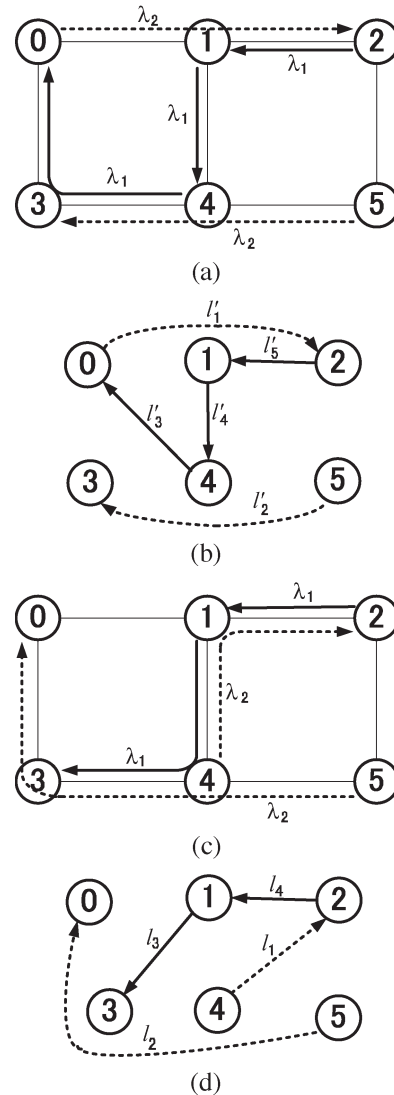 0 λ₂ 1 2
λ₁
λ₁
λ₁
3 4 λ₂ 5
(a)
l′₁
0 1 l′₅ 2
l′₃ l′₄
3 4 l′₂ 5
(b)
0 1 λ₁ 2
λ₂
λ₁
3 4 λ₂ 5
(c)
0 1 l₄ 2
l₃ l₁
3 4 5
l₂
(d)